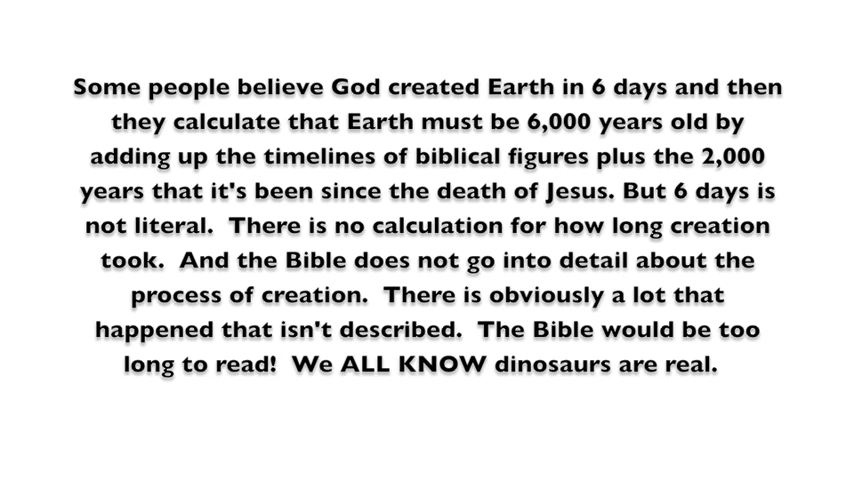 Some people believe God created Earth in 6 days and then
they calculate that Earth must be 6,000 years old by
adding up the timelines of biblical figures plus the 2,000
years that it's been since the death of Jesus. But 6 days is
not literal.  There is no calculation for how long creation
took.  And the Bible does not go into detail about the
process of creation.  There is obviously a lot that
happened that isn't described.  The Bible would be too
long to read!  We ALL KNOW dinosaurs are real.